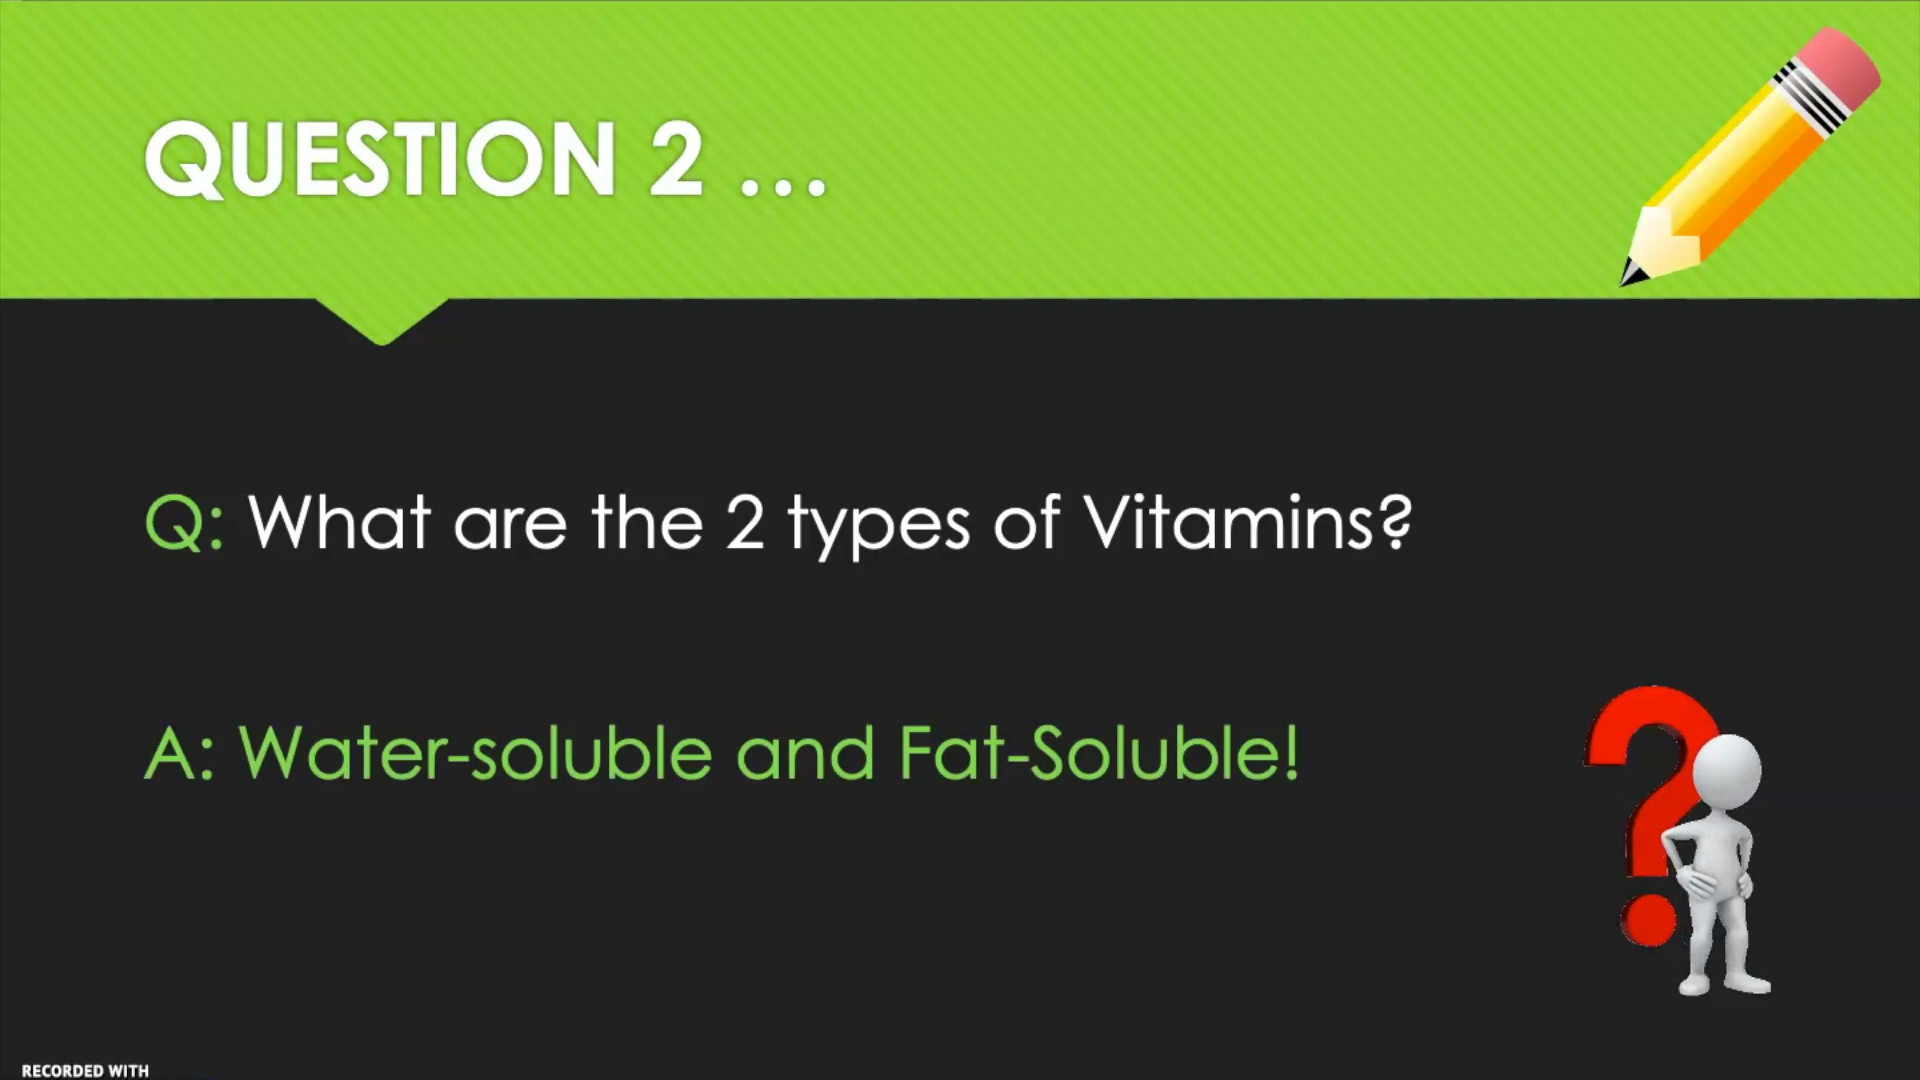 QUESTION 2 ...
Q: What are the 2 types of Vitamins?
A: Water-soluble and Fat-Soluble!
RECORDED WITH